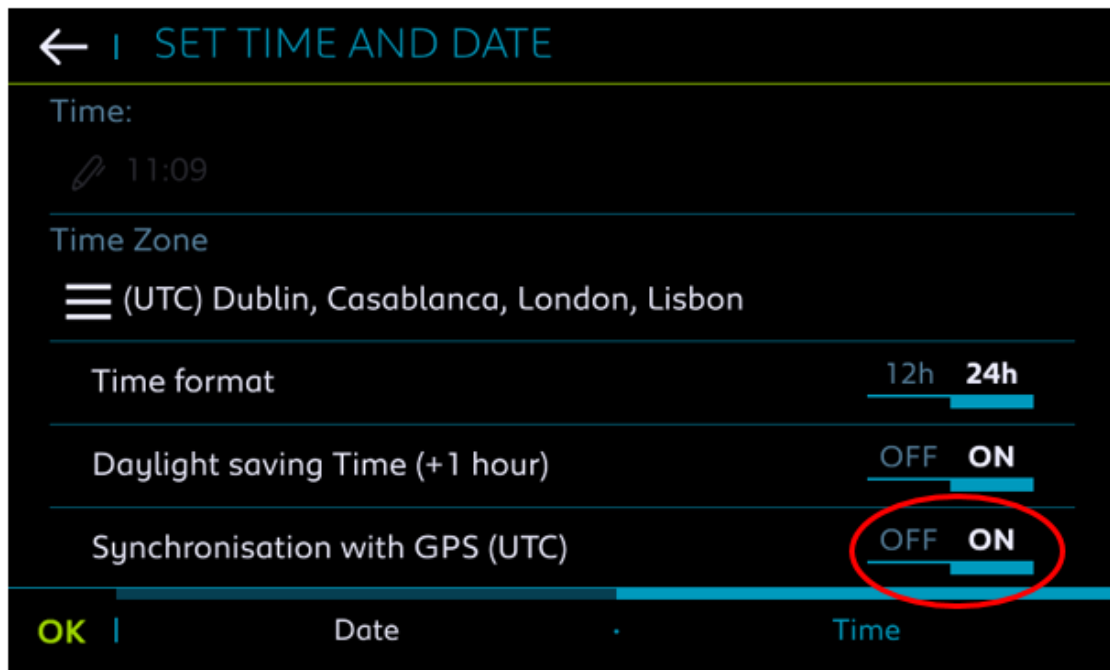 SET TIME AND DATE
Time:
11:09
Time Zone
(UTC) Dublin, Casablanca, London, Lisbon
Time format 12h 24h
Daylight saving Time (+1 hour) OFF ON
Synchronisation with GPS (UTC) OFF ON
OK Date Time